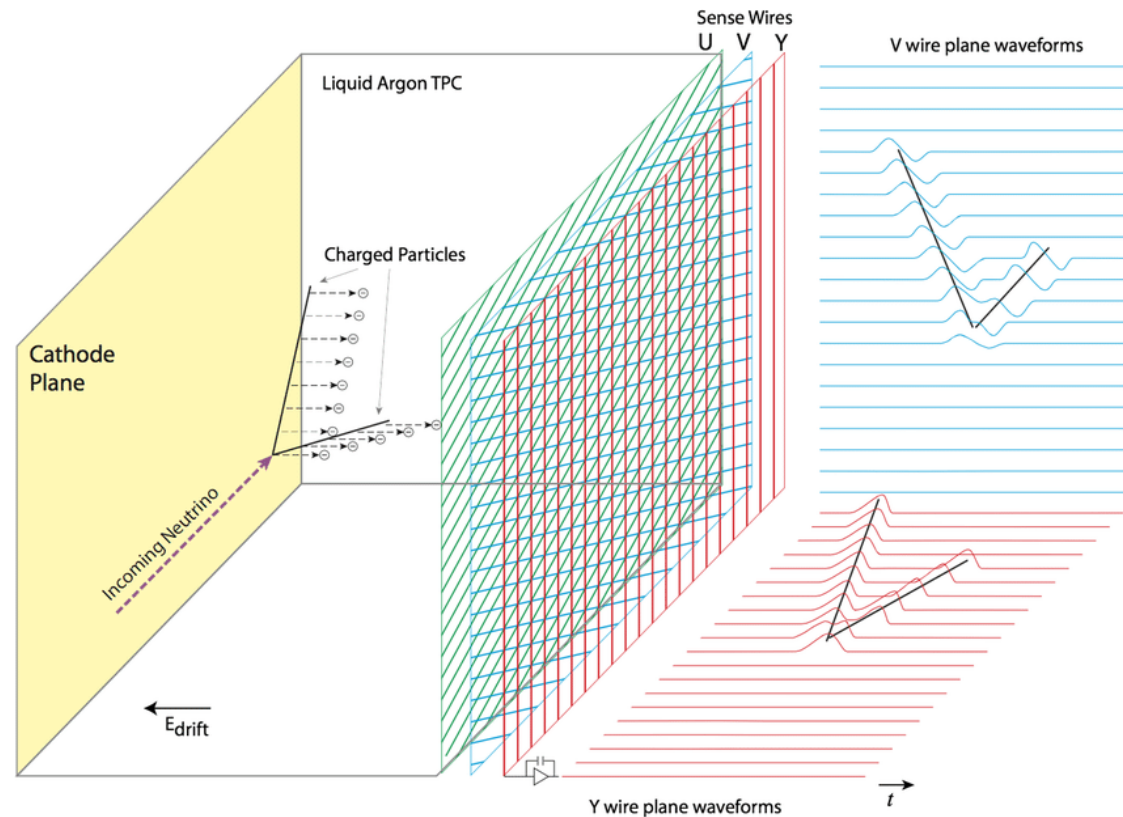 Sense Wires
U V Y
V wire plane waveforms
Liquid Argon TPC
Charged Particles
Cathode
Plane
Incoming Neutrino
Edrift
t
Y wire plane waveforms